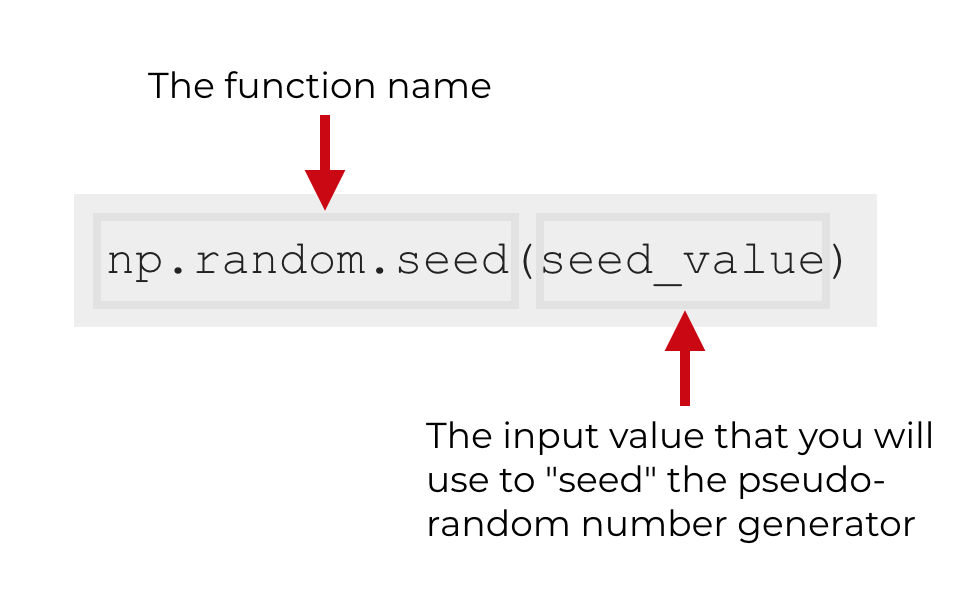 The function name
np.random.seed(seed_value)
The input value that you will
use to "seed" the pseudo-
random number generator